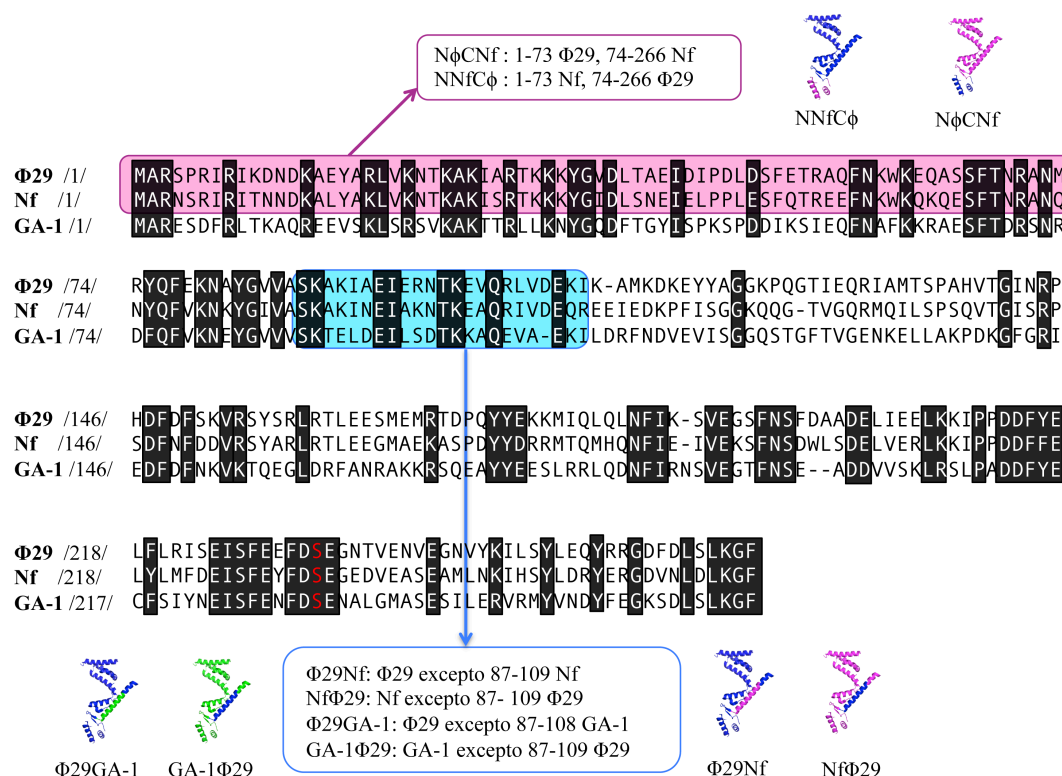 NϕCNf : 1-73 Φ29, 74-266 Nf
NNfCϕ : 1-73 Nf, 74-266 Φ29
NNfCϕ
NϕCNf
Φ29 /1/ MARSPRIRIKDNDKAEYARLVKNTKAKIARTKKKYGVDLTAEIDIPDLDSFETRAQFNKWKEQASSFTNRANM
Nf /1/ MARNSRIRITNNDKALYAKLVKNTKAKISRTKKKYGIDLSNEIELPPLESFQTREEFNKWKQKQESFTNRANQ
GA-1 /1/ MARESDFRLTKAQREEVSKLSRSVKAKTTRLLKNYGQDFTGYISPKSPDDIKSIEQFNAFKKRAESFTDRSNR
Φ29 /74/ RYQFEKNAYGVVASKAKIAEIERNTKEVQRLVDEKIK-AMKDKEYYAGGKPQGTIEQRIAMTSPAHVTGINRP
Nf /74/ NYQFVKNKYGIVASKAKINEIAKNTKEAQRIVDEQREEIEDKPFISGGKQQG-TVGQRMQILSPSQVTGISRP
GA-1 /74/ DFQFVKNEYGVVVSKTELDEILSDTKKAQEVA-EKILDRFNDVEVISGGQSTGFTVGENKELLAKPDKGFGRI
Φ29 /146/ HDFDFSKVRSYSRLRTLEESMEMRTDPQYYEKKMIQLQLNFIK-SVEGSFNSFDAADELIEELKKIPPDDFYE
Nf /146/ SDFNFDDVRSYARLRTLEEGMAEKASPDYYDRRMTQMHQNFIE-IVEKSFNSDWLSDELVERLKKIPPDDFFE
GA-1 /146/ EDFDFNKVKTQEGLDRFANRAKKRSQEAYYEESLRRLQDNFIRNSVEGTFNSE--ADDVVSKLRSLPADDFYE
Φ29 /218/ LFLRISEISFEEFDSEGNTVENVEGNVYKILSYLEQYRRGDFDLSLKGF
Nf /218/ LYLMFDEISFEYFDSEGEDVEASEAMLNKIHSYLDRYERGDVNLDLKGF
GA-1 /217/ CFSIYNEISFENFDSENALGMASESILERVRMYVNDYFEGKSDLSLKGF
Φ29Nf: Φ29 excepto 87-109 Nf
NfΦ29: Nf excepto 87- 109 Φ29
Φ29GA-1: Φ29 excepto 87-108 GA-1
GA-1Φ29: GA-1 excepto 87-109 Φ29
Φ29GA-1
GA-1Φ29
Φ29Nf
NfΦ29